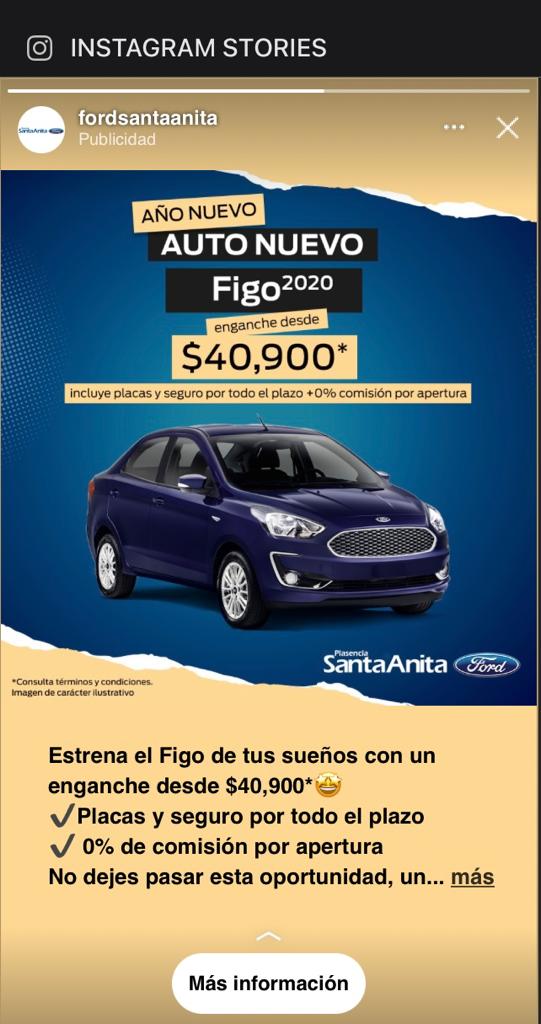 INSTAGRAM STORIES
fordsantaanita
Publicidad
SantaAnita Ford
AÑO NUEVO
AUTO NUEVO
Figo2020
enganche desde
$40,900*
incluye placas y seguro por todo el plazo +0% comisión por apertura
Plasencia
SantaAnita Ford
*Consulta términos y condiciones.
Imagen de carácter ilustrativo
Estrena el Figo de tus sueños con un
enganche desde $40,900*🤩
✔️Placas y seguro por todo el plazo
✔️ 0% de comisión por apertura
No dejes pasar esta oportunidad, un... más
Más información